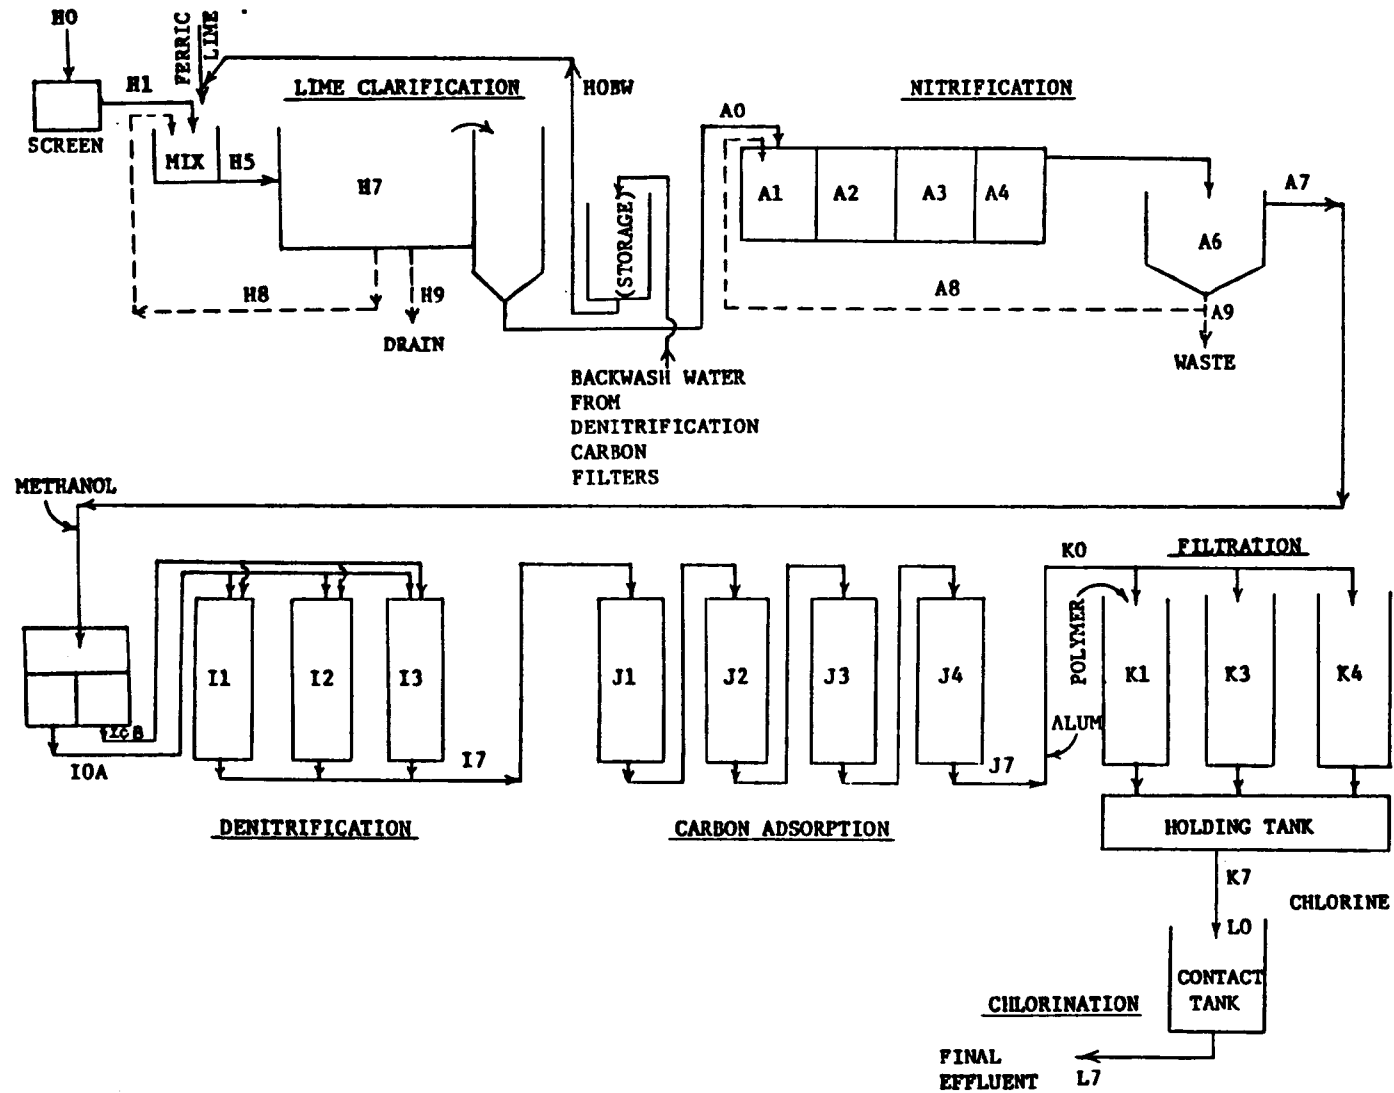 H0
FERRIC
LIME
H1
LIME CLARIFICATION
HOBW
NITRIFICATION
A0
SCREEN
MIX
H5
H7
(STORAGE)
A1
A2
A3
A4
A7
A6
H8
H9
A8
A9
DRAIN
WASTE
BACKWASH WATER
FROM
DENITRIFICATION
CARBON
FILTERS
METHANOL
K0
FILTRATION
POLYMER
I1
I2
I3
J1
J2
J3
J4
K1
K3
K4
ALUM
I0A
I7
J7
DENITRIFICATION
CARBON ADSORPTION
HOLDING TANK
K7
CHLORINE
L0
CONTACT
TANK
CHLORINATION
FINAL
EFFLUENT
L7